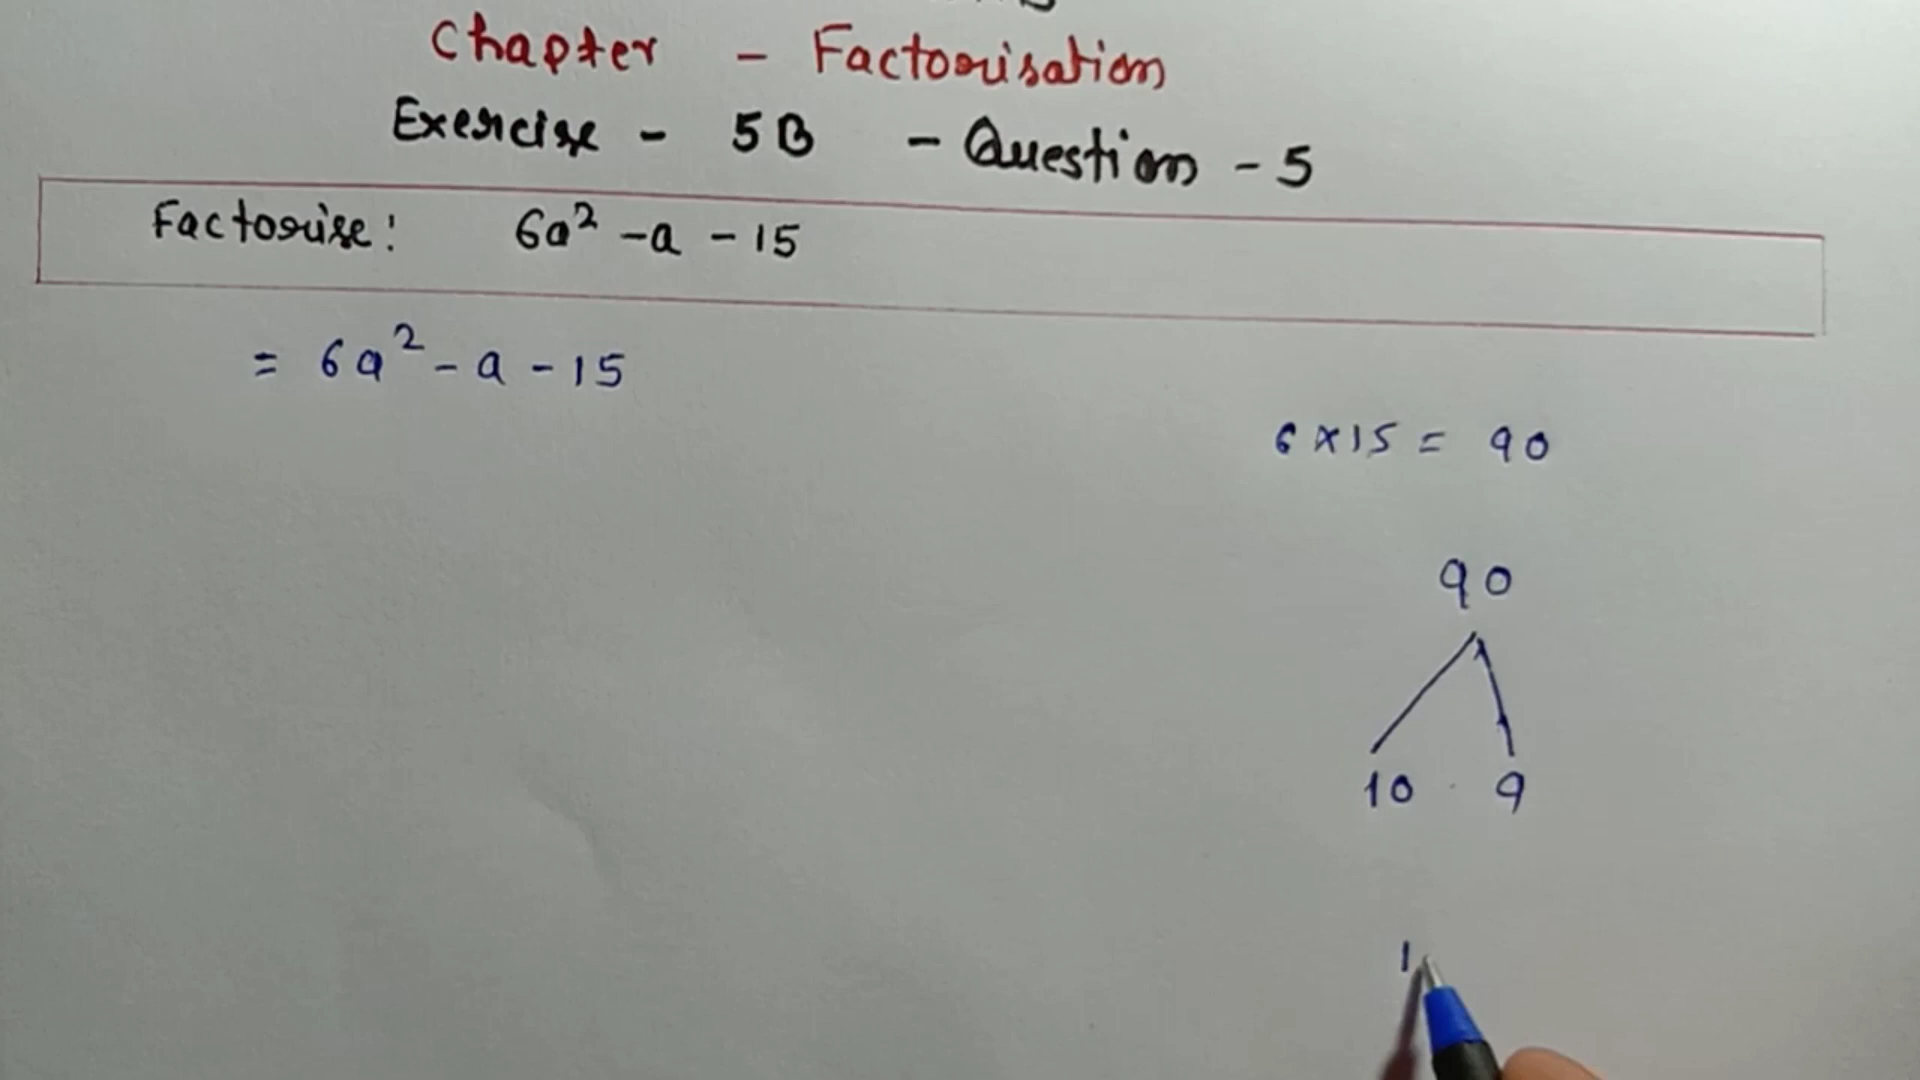 Chapter - Factorisation
Exercise - 5B - Question - 5
Factorise: 6a² - a - 15
= 6a² - a - 15
6 × 15 = 90
90
10 9
1